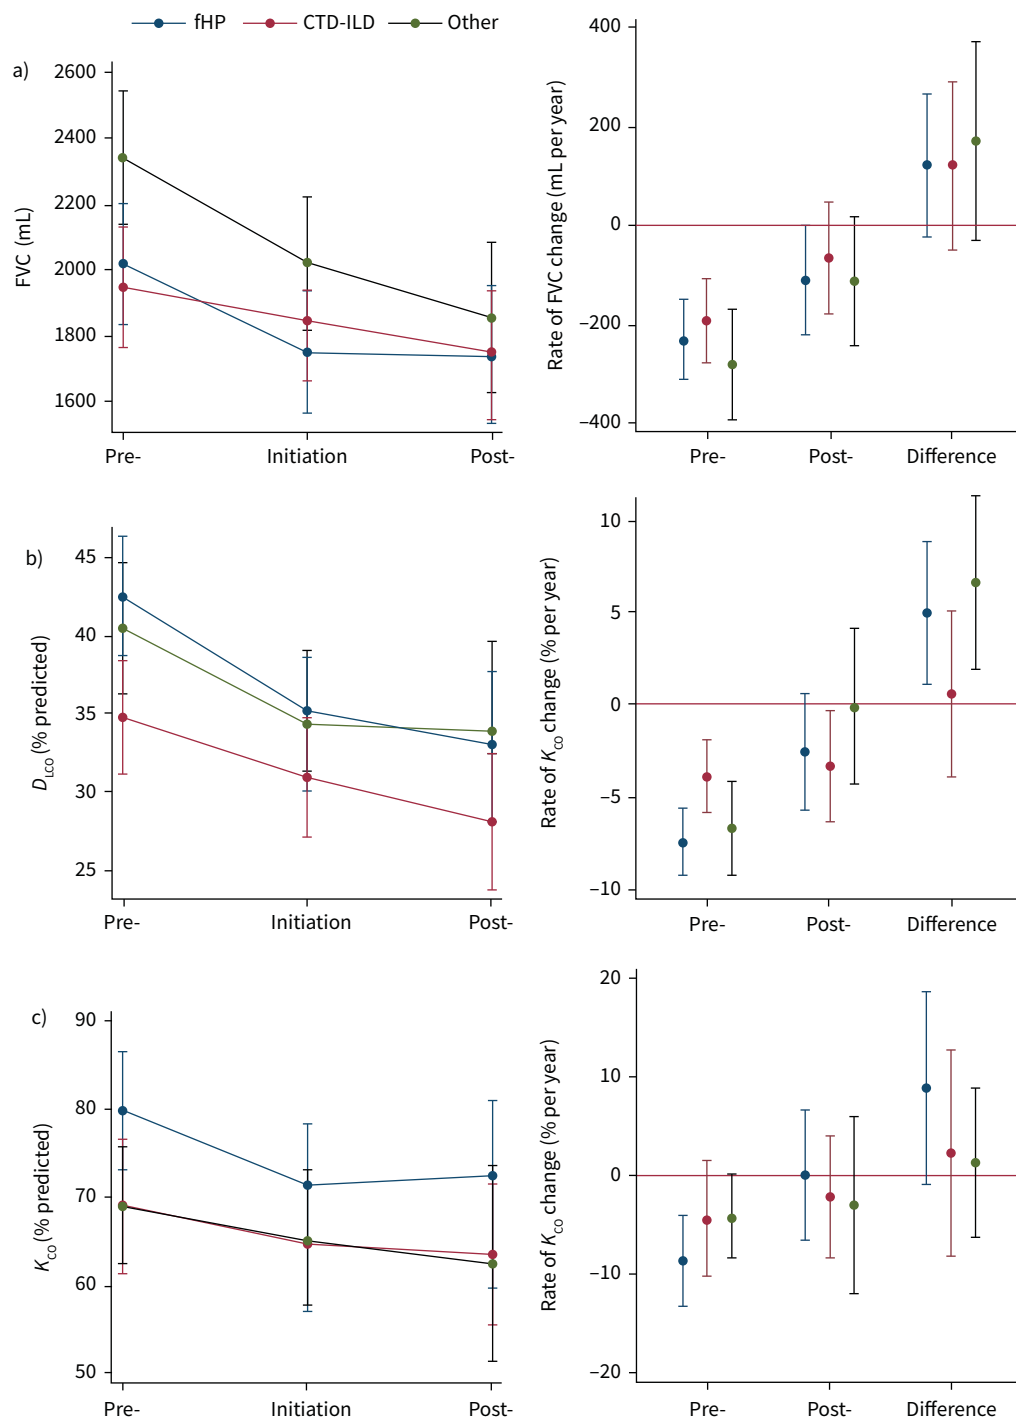 fHP CTD-ILD Other
a)
FVC (mL)
2600
2400
2200
2000
1800
1600
Pre- Initiation Post-
Rate of FVC change (mL per year)
400
200
0
–200
–400
Pre- Post- Difference
b)
DLCO (% predicted)
45
40
35
30
25
Pre- Initiation Post-
Rate of KCO change (% per year)
10
5
0
–5
–10
Pre- Post- Difference
c)
KCO (% predicted)
90
80
70
60
50
Pre- Initiation Post-
Rate of KCO change (% per year)
20
10
0
–10
–20
Pre- Post- Difference